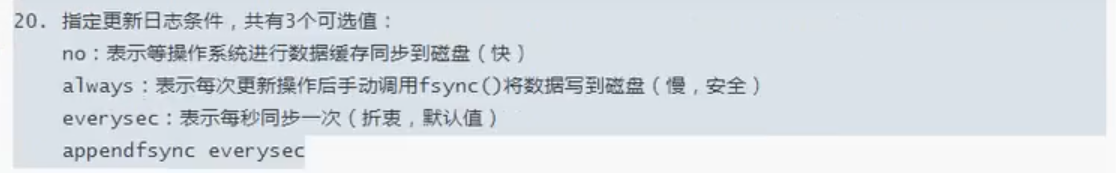 20. 指定更新日志条件，共有3个可选值：
no：表示等操作系统进行数据缓存同步到磁盘（快）
always：表示每次更新操作后手动调用fsync()将数据写到磁盘（慢，安全）
everysec：表示每秒同步一次（折衷，默认值）
appendfsync everysec